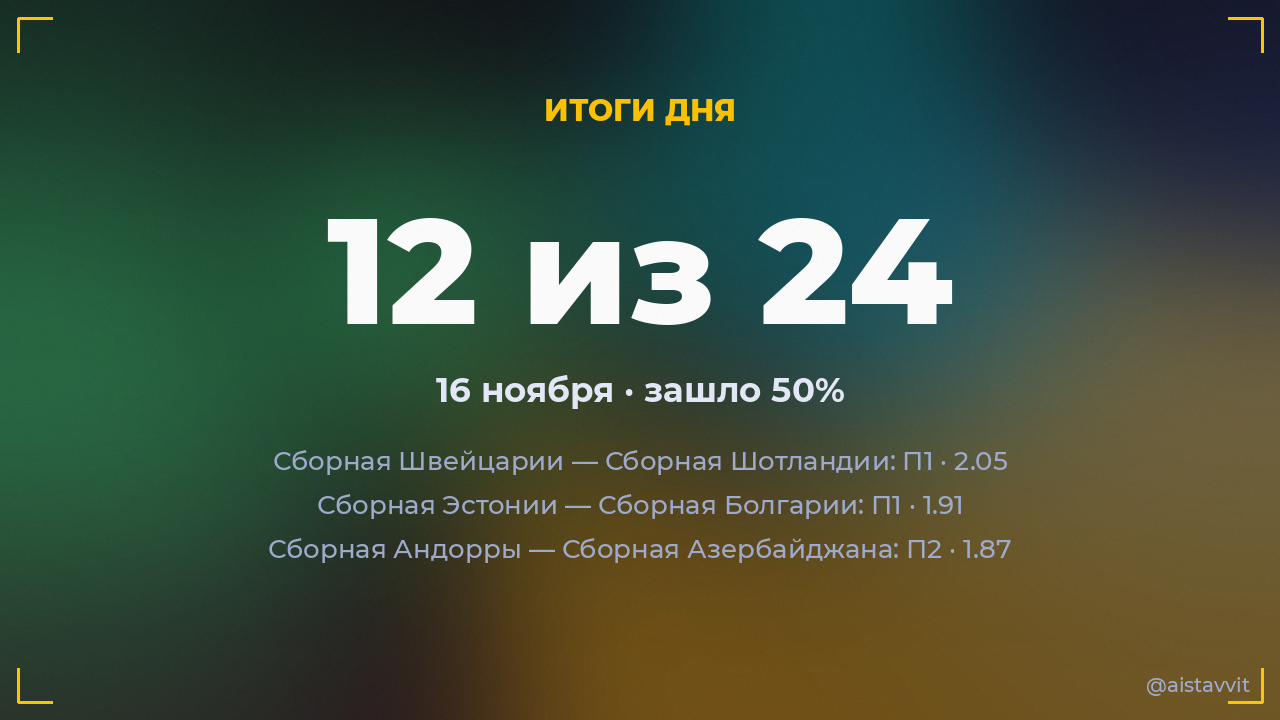 ИТОГИ ДНЯ
12 из 24
16 ноября · зашло 50%
Сборная Швейцарии — Сборная Шотландии: П1 · 2.05
Сборная Эстонии — Сборная Болгарии: П1 · 1.91
Сборная Андорры — Сборная Азербайджана: П2 · 1.87
@aistavvit